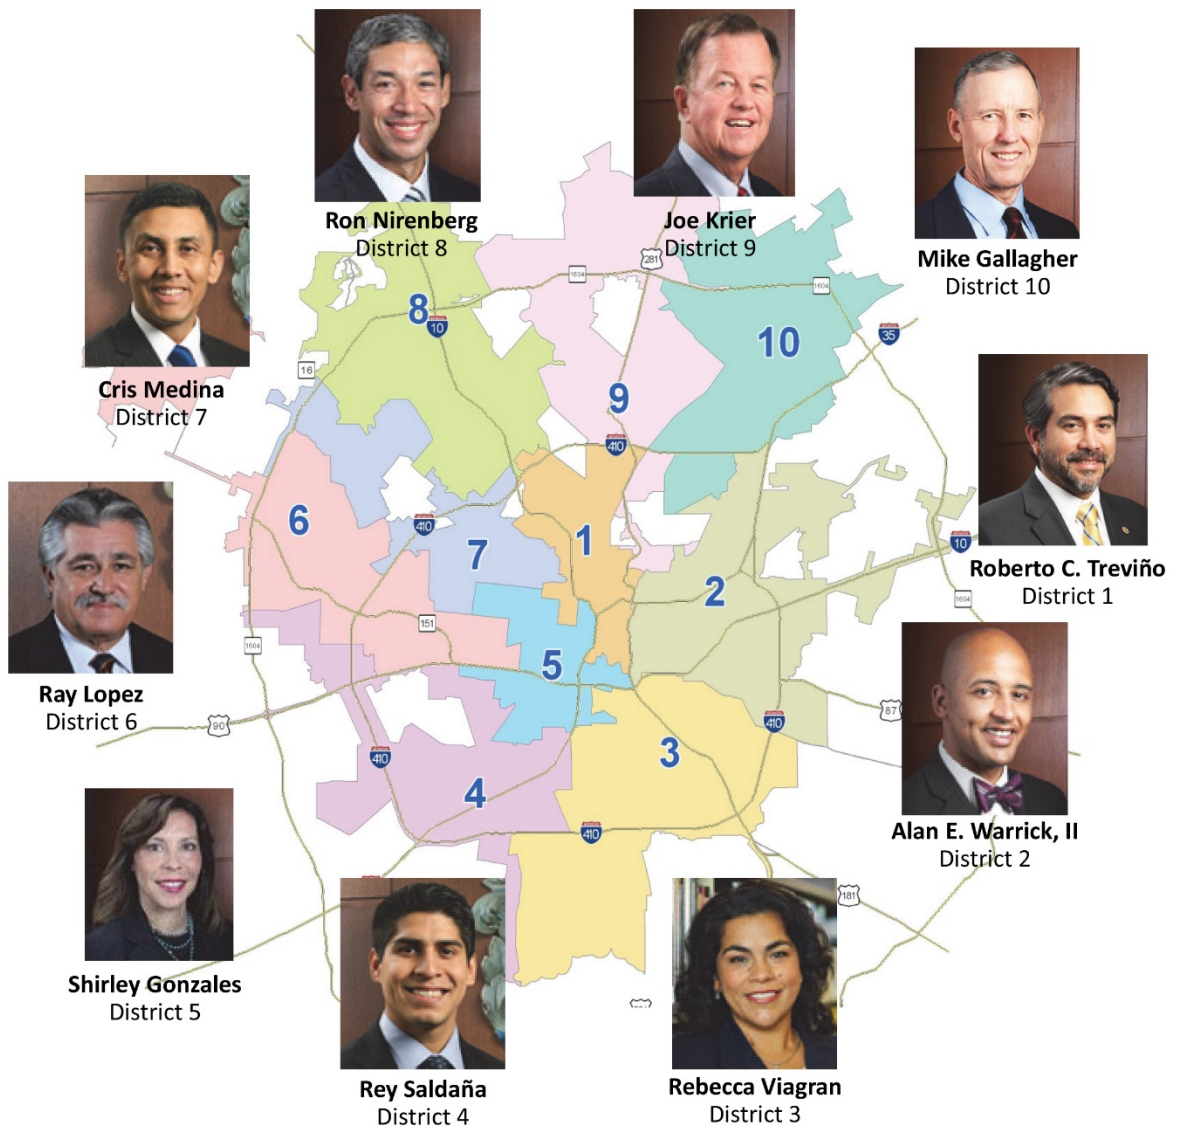 Ron Nirenberg
District 8
Joe Krier
District 9
Mike Gallagher
District 10
Cris Medina
District 7
Roberto C. Treviño
District 1
Ray Lopez
District 6
Alan E. Warrick, II
District 2
Shirley Gonzales
District 5
Rey Saldaña
District 4
Rebecca Viagran
District 3
281
1604
1604
8
10
10
35
16
9
410
6
410
1
7
10
2
1604
151
1604
5
87
90
410
3
410
4
410
181